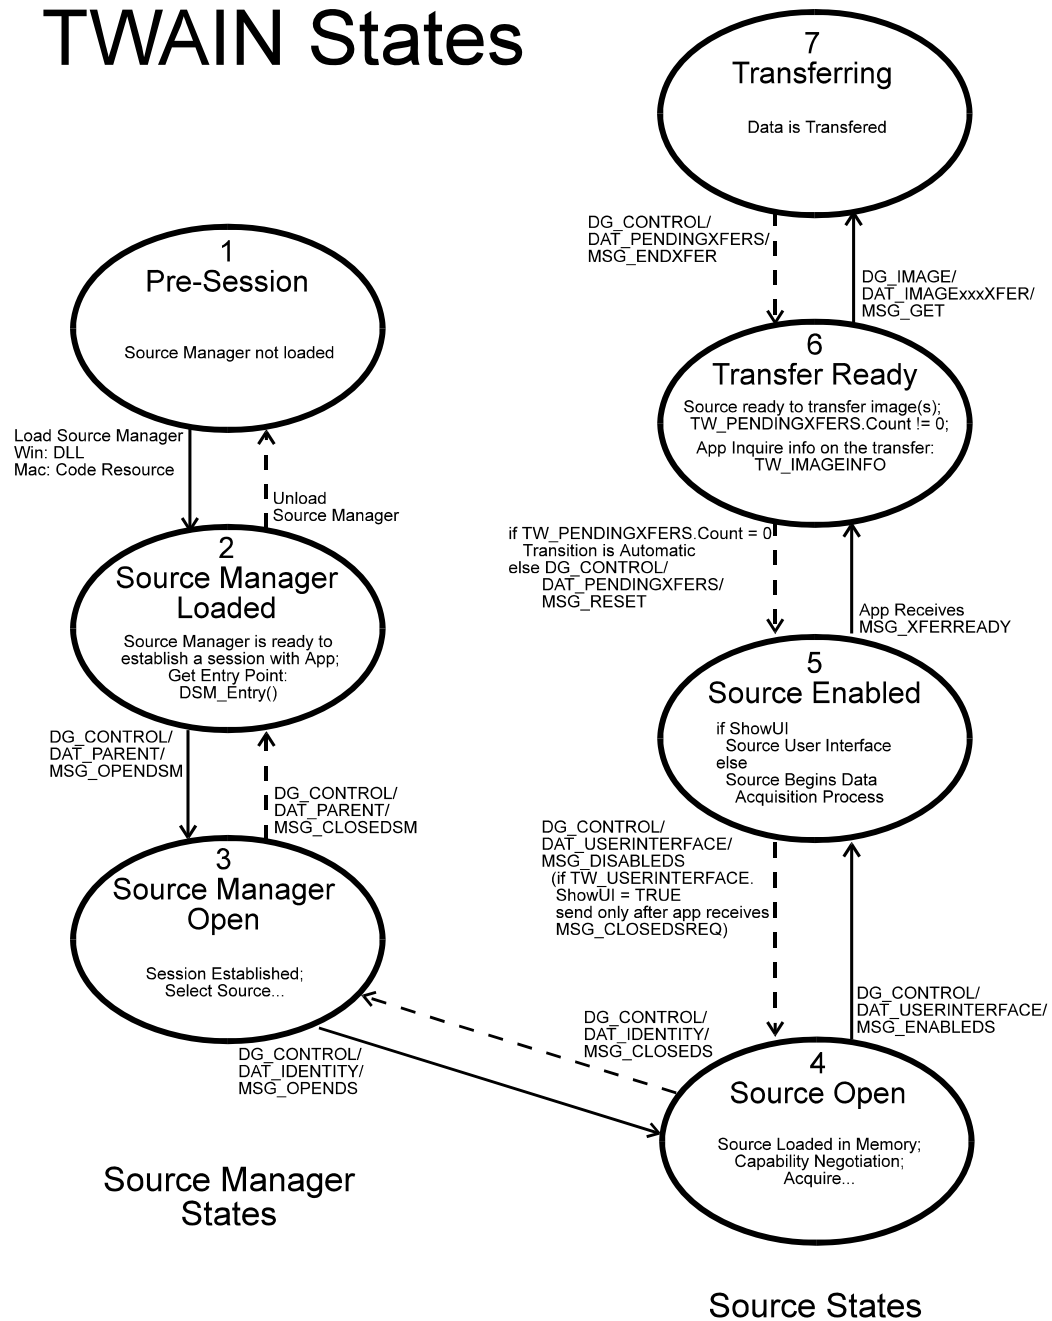 TWAIN States
7
Transferring
Data is Transfered
DG_CONTROL/
DAT_PENDINGXFERS/
MSG_ENDXFER
DG_IMAGE/
DAT_IMAGExxxXFER/
MSG_GET
1
Pre-Session
Source Manager not loaded
6
Transfer Ready
Source ready to transfer image(s);
TW_PENDINGXFERS.Count != 0;
App Inquire info on the transfer:
TW_IMAGEINFO
Load Source Manager
Win: DLL
Mac: Code Resource
Unload
Source Manager
if TW_PENDINGXFERS.Count = 0
Transition is Automatic
else DG_CONTROL/
DAT_PENDINGXFERS/
MSG_RESET
App Receives
MSG_XFERREADY
2
Source Manager
Loaded
Source Manager is ready to
establish a session with App;
Get Entry Point:
DSM_Entry()
5
Source Enabled
if ShowUI
Source User Interface
else
Source Begins Data
Acquisition Process
DG_CONTROL/
DAT_PARENT/
MSG_OPENDSM
DG_CONTROL/
DAT_PARENT/
MSG_CLOSEDSM
DG_CONTROL/
DAT_USERINTERFACE/
MSG_DISABLEDS
(if TW_USERINTERFACE.
ShowUI = TRUE
send only after app receives
MSG_CLOSEDSREQ)
DG_CONTROL/
DAT_USERINTERFACE/
MSG_ENABLEDS
3
Source Manager
Open
Session Established;
Select Source...
DG_CONTROL/
DAT_IDENTITY/
MSG_CLOSEDS
DG_CONTROL/
DAT_IDENTITY/
MSG_OPENDS
4
Source Open
Source Loaded in Memory;
Capability Negotiation;
Acquire...
Source Manager
States
Source States